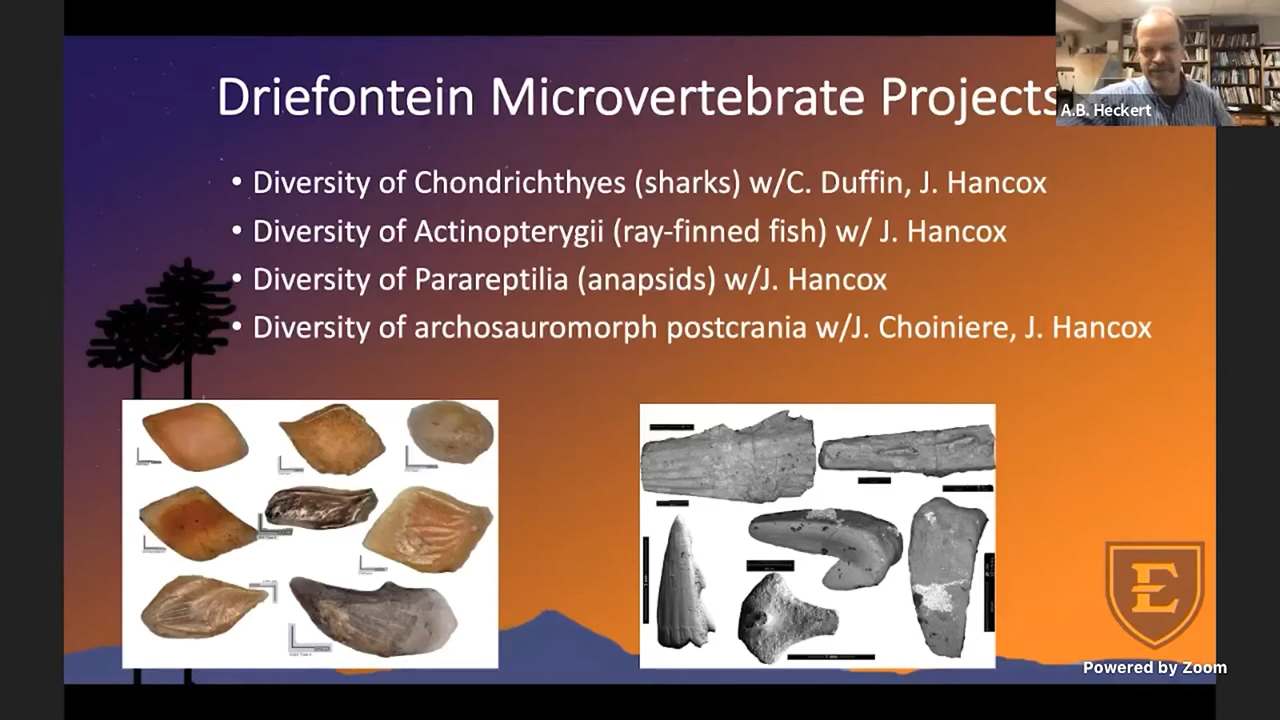 Driefontein Microvertebrate Projects
A.B. Heckert
• Diversity of Chondrichthyes (sharks) w/C. Duffin, J. Hancox
• Diversity of Actinopterygii (ray-finned fish) w/ J. Hancox
• Diversity of Parareptilia (anapsids) w/J. Hancox
• Diversity of archosauromorph postcrania w/J. Choiniere, J. Hancox
E
Powered by Zoom